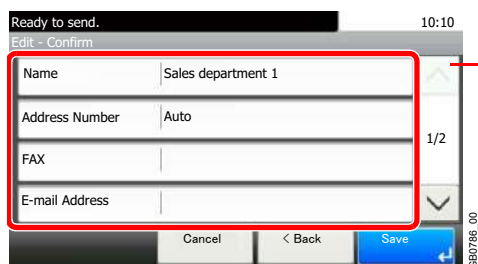 Ready to send. 10:10
Edit - Confirm
Name Sales department 1
Address Number Auto
1/2
FAX
E-mail Address
Cancel < Back Save
GB0786_00